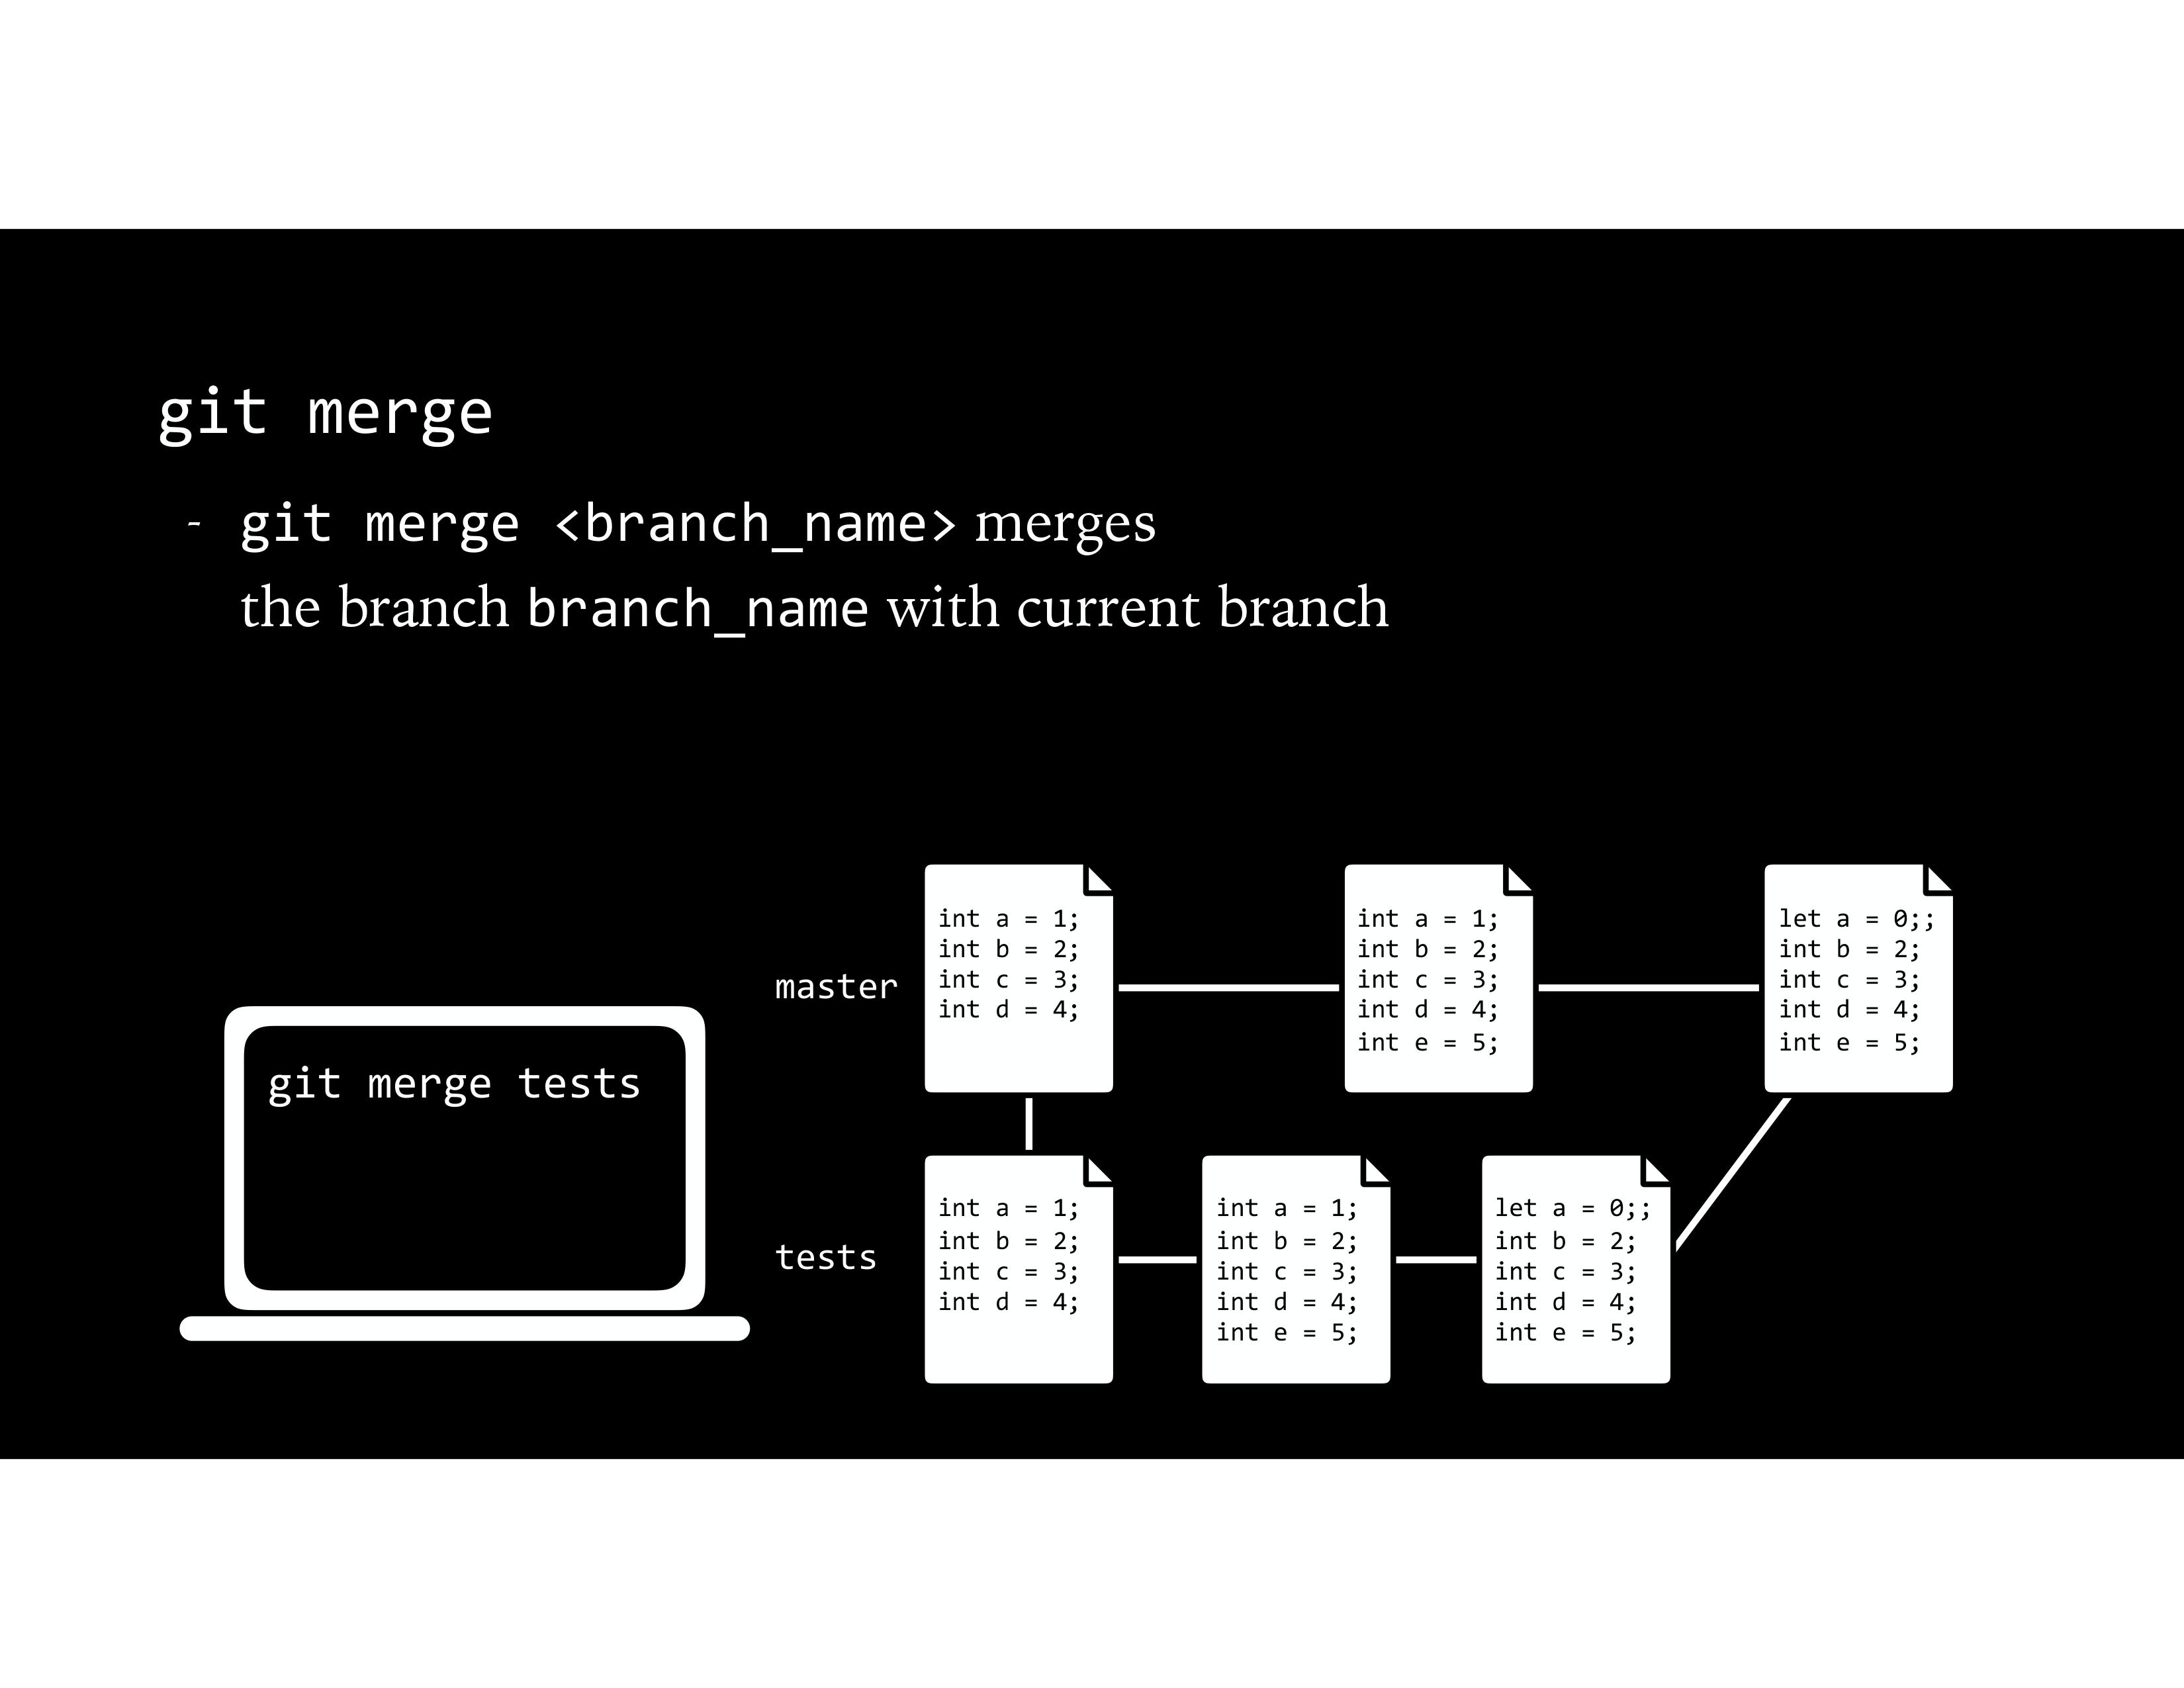 git merge
- git merge <branch_name> merges
the branch branch_name with current branch
git merge tests
master
int a = 1;
int b = 2;
int c = 3;
int d = 4;
int a = 1;
int b = 2;
int c = 3;
int d = 4;
int e = 5;
let a = 0;;
int b = 2;
int c = 3;
int d = 4;
int e = 5;
tests
int a = 1;
int b = 2;
int c = 3;
int d = 4;
int a = 1;
int b = 2;
int c = 3;
int d = 4;
int e = 5;
let a = 0;;
int b = 2;
int c = 3;
int d = 4;
int e = 5;